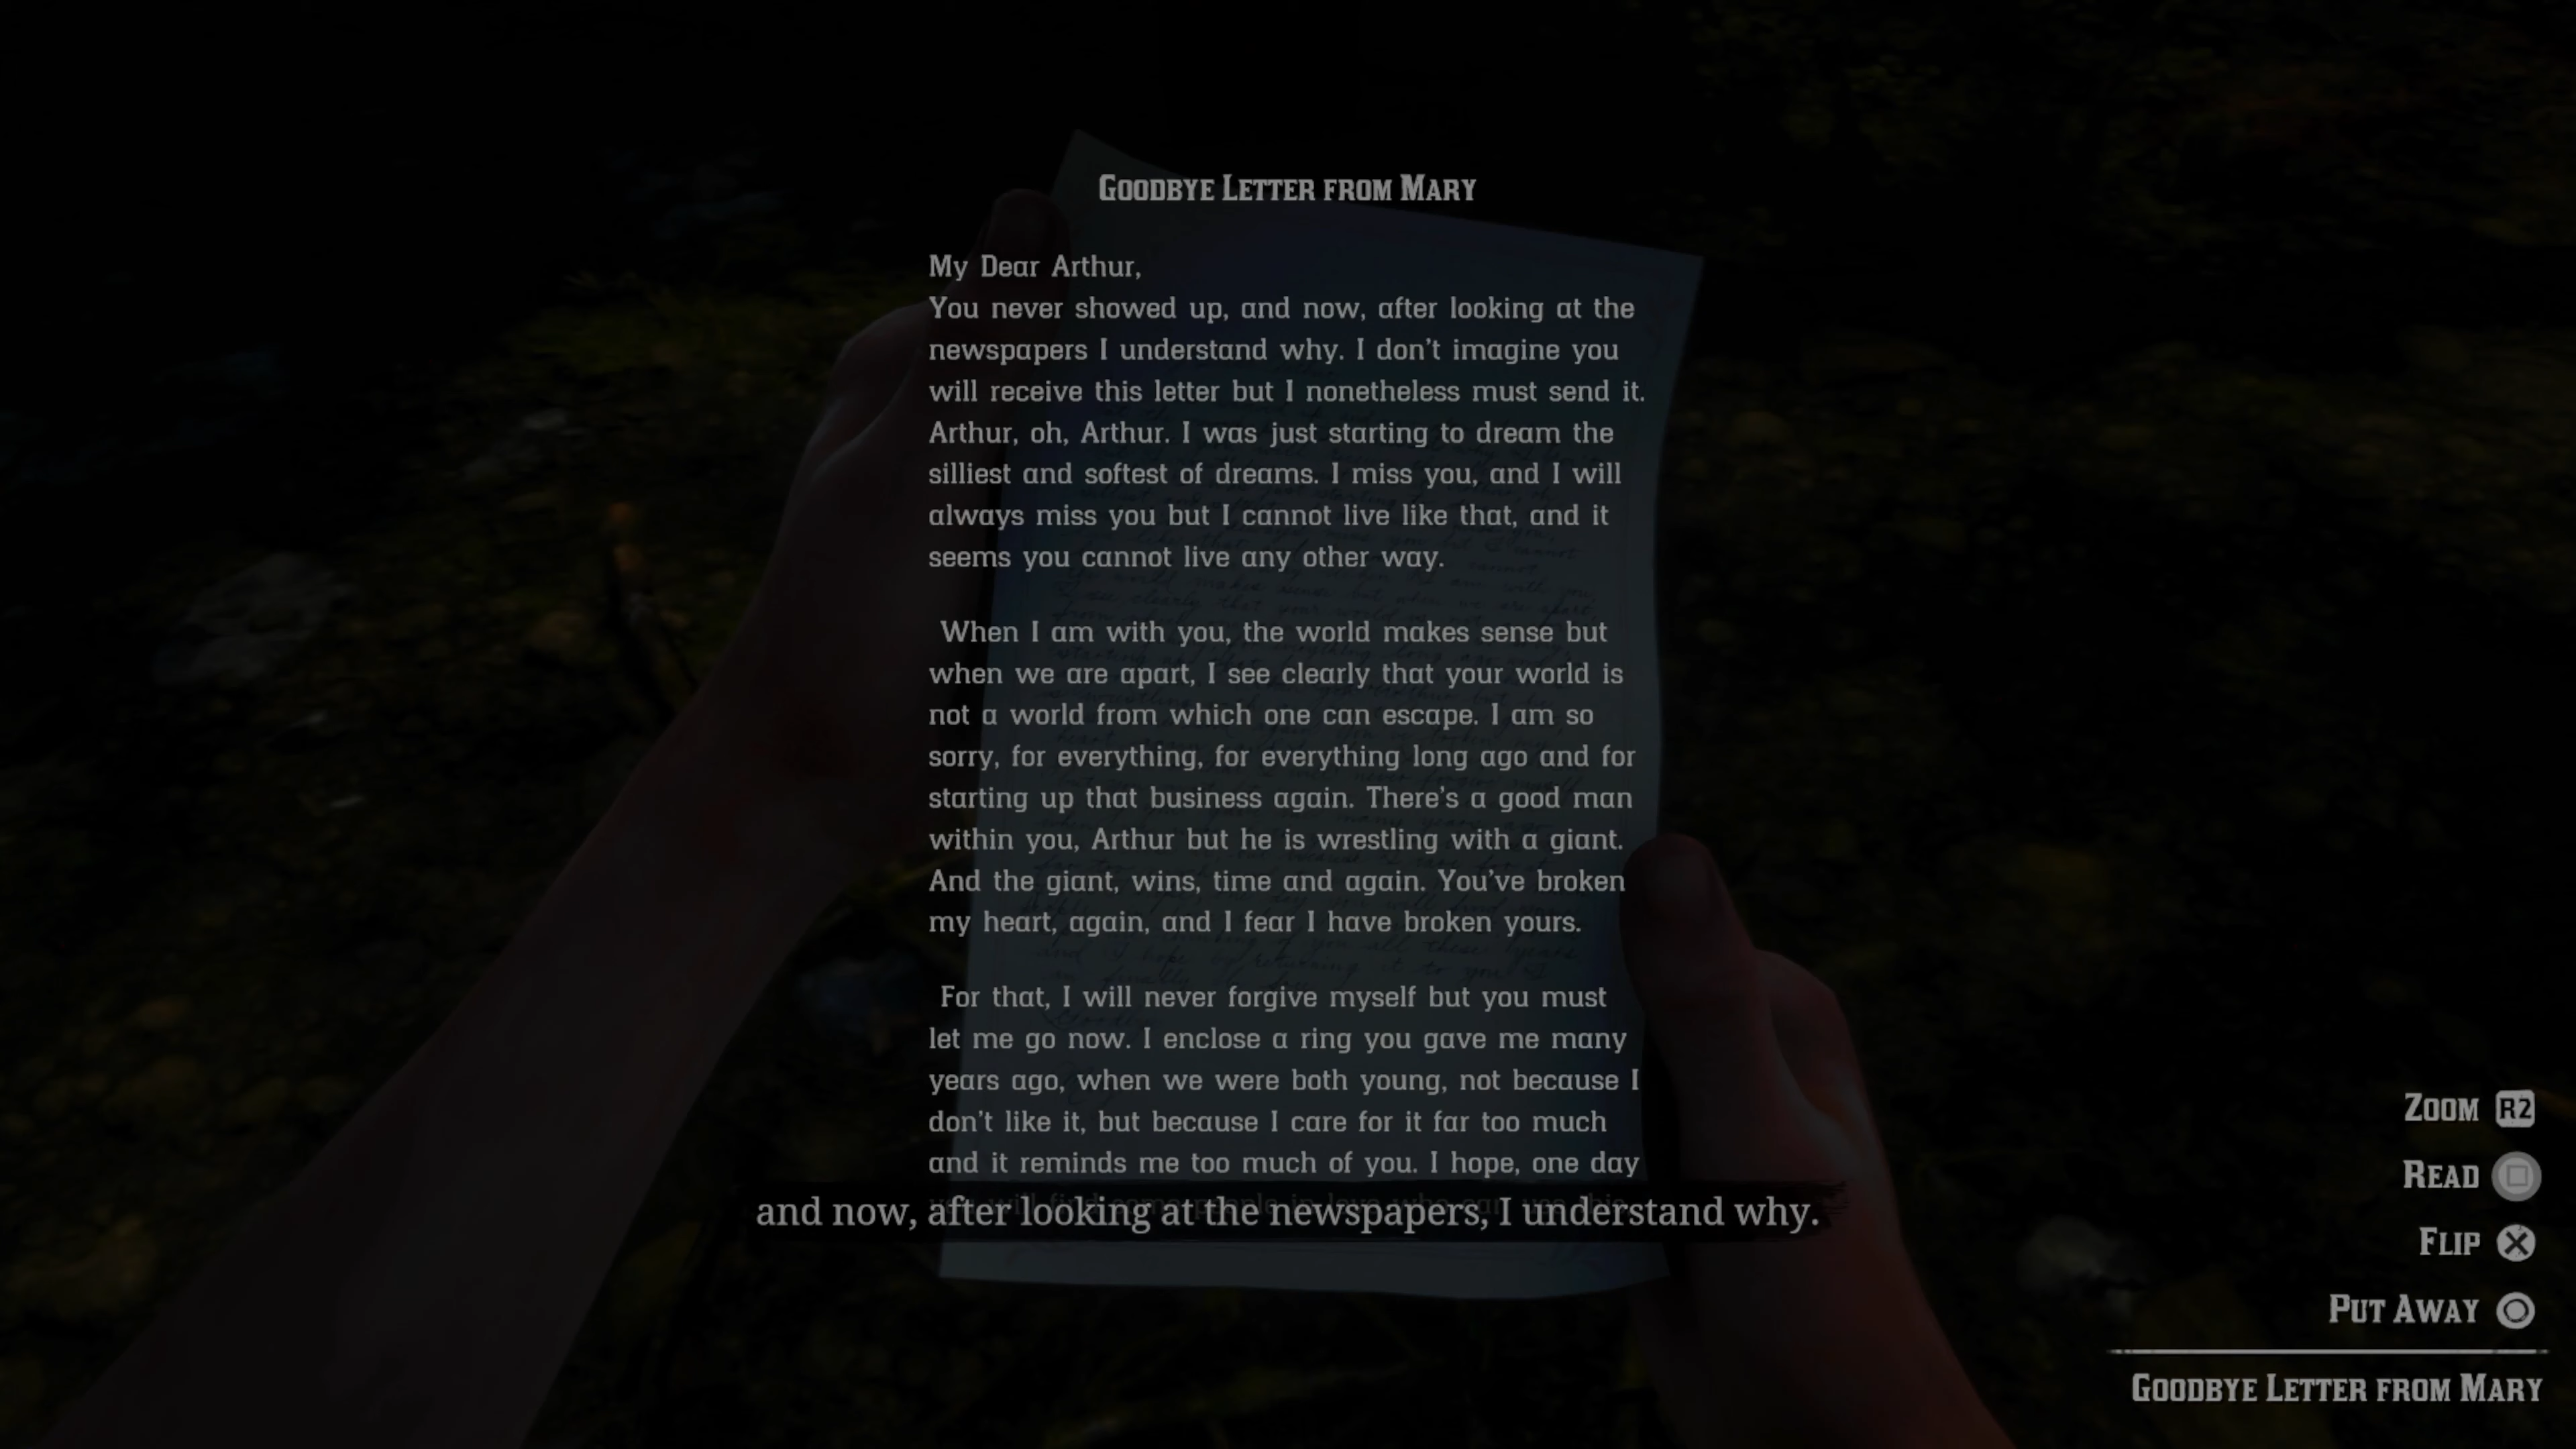 GOODBYE LETTER FROM MARY
My Dear Arthur,
You never showed up, and now, after looking at the
newspapers I understand why. I don't imagine you
will receive this letter but I nonetheless must send it.
Arthur, oh, Arthur. I was just starting to dream the
silliest and softest of dreams. I miss you, and I will
always miss you but I cannot live like that, and it
seems you cannot live any other way.
When I am with you, the world makes sense but
when we are apart, I see clearly that your world is
not a world from which one can escape. I am so
sorry, for everything, for everything long ago and for
starting up that business again. There's a good man
within you, Arthur but he is wrestling with a giant.
And the giant, wins, time and again. You've broken
my heart, again, and I fear I have broken yours.
For that, I will never forgive myself but you must
let me go now. I enclose a ring you gave me many
years ago, when we were both young, not because I
don't like it, but because I care for it far too much
and it reminds me too much of you. I hope, one day
and now, after looking at the newspapers, I understand why.
ZOOM R2
READ
FLIP
PUT AWAY
GOODBYE LETTER FROM MARY